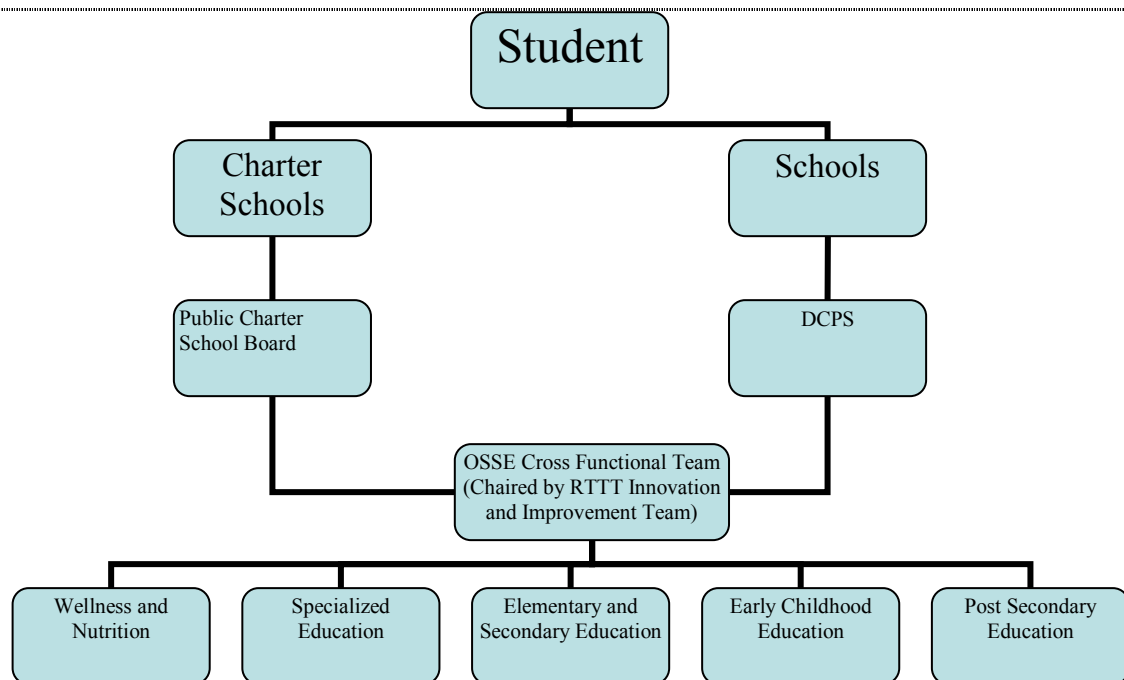 Student
Charter
Schools
Schools
Public Charter
School Board
DCPS
OSSE Cross Functional Team
(Chaired by RTTT Innovation
and Improvement Team)
Wellness and
Nutrition
Specialized
Education
Elementary and
Secondary Education
Early Childhood
Education
Post Secondary
Education